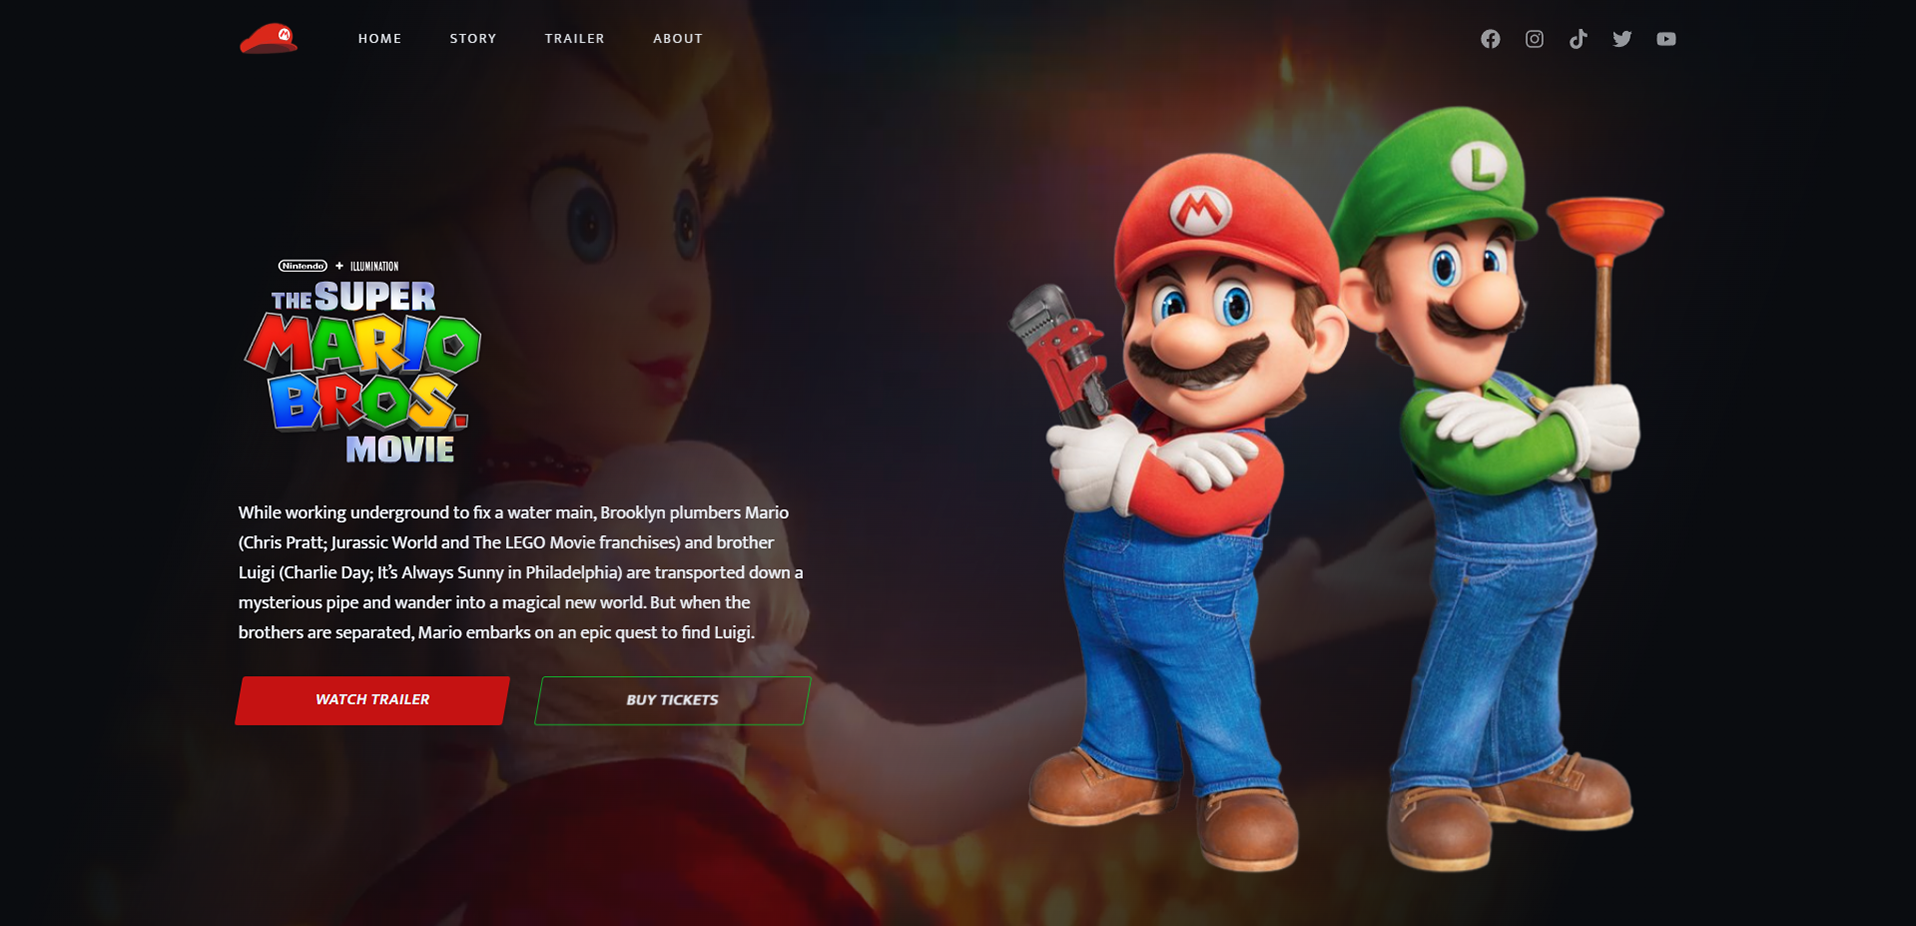 HOME STORY TRAILER ABOUT
M
L
M
Nintendo + ILLUMINATION
THE SUPER
MARIO
BROS.
MOVIE
While working underground to fix a water main, Brooklyn plumbers Mario
(Chris Pratt; Jurassic World and The LEGO Movie franchises) and brother
Luigi (Charlie Day; It’s Always Sunny in Philadelphia) are transported down a
mysterious pipe and wander into a magical new world. But when the
brothers are separated, Mario embarks on an epic quest to find Luigi.
WATCH TRAILER
BUY TICKETS